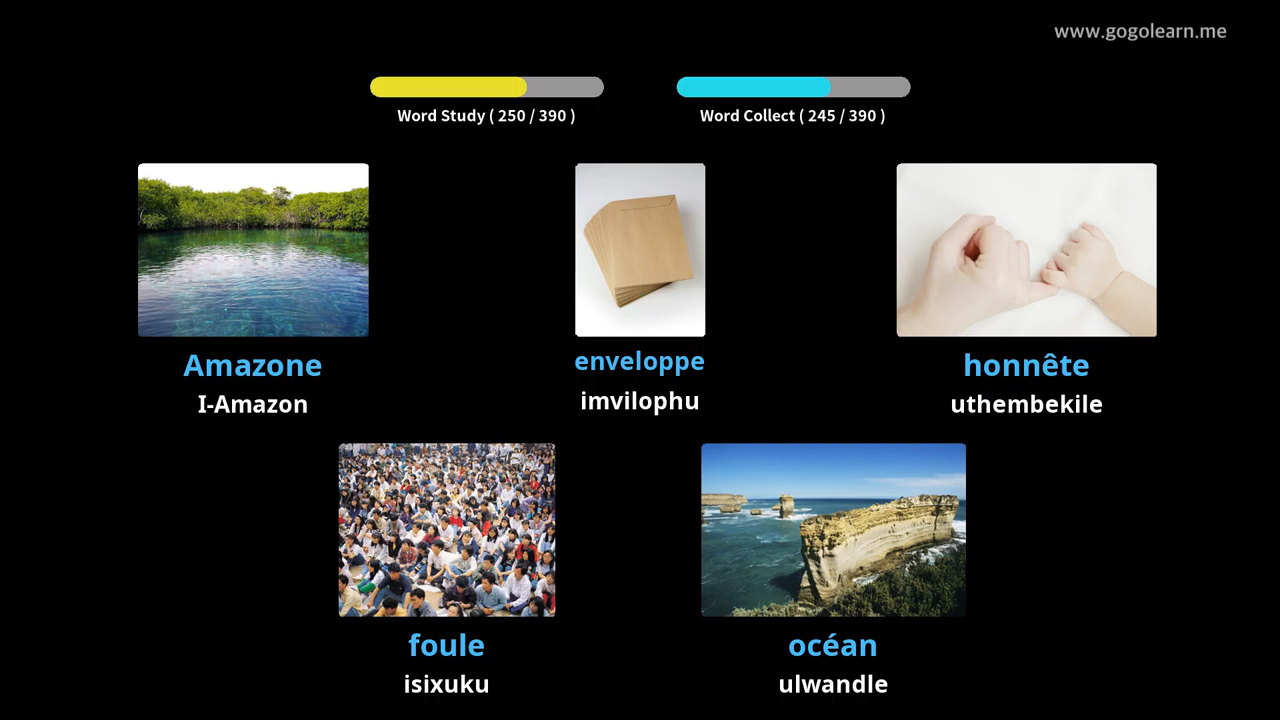 www.gogolearn.me
Word Study ( 250 / 390 )
Word Collect ( 245 / 390 )
Amazone
I-Amazon
enveloppe
imvilophu
honnête
uthembekile
foule
isixuku
océan
ulwandle